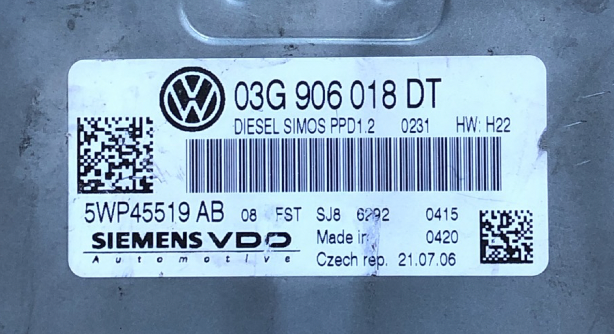 03G 906 018 DT
DIESEL SIMOS PPD1.2 0231 HW: H22
5WP45519 AB 08 FST SJ8 6292 0415
SIEMENS VDO Made in 0420
Automotive Czech rep. 21.07.06